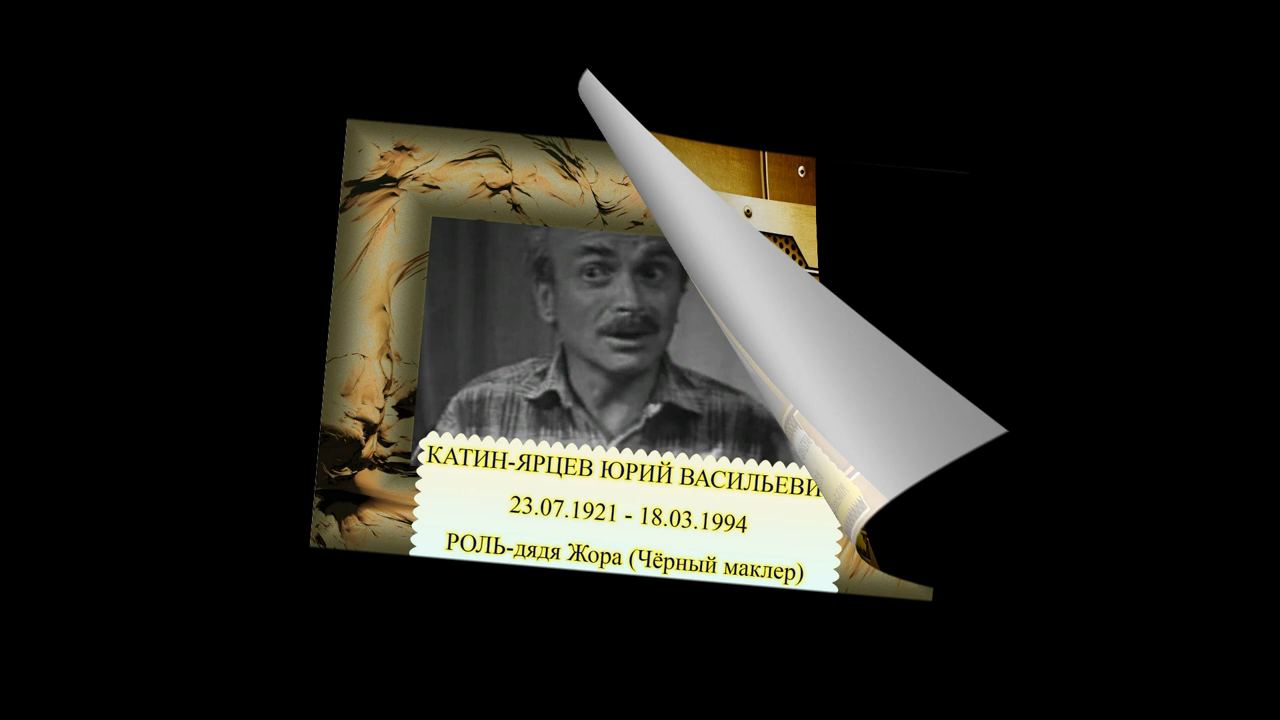 КАТИН-ЯРЦЕВ ЮРИЙ ВАСИЛЬЕВИ
23.07.1921 - 18.03.1994
РОЛЬ-дядя Жора (Чёрный маклер)